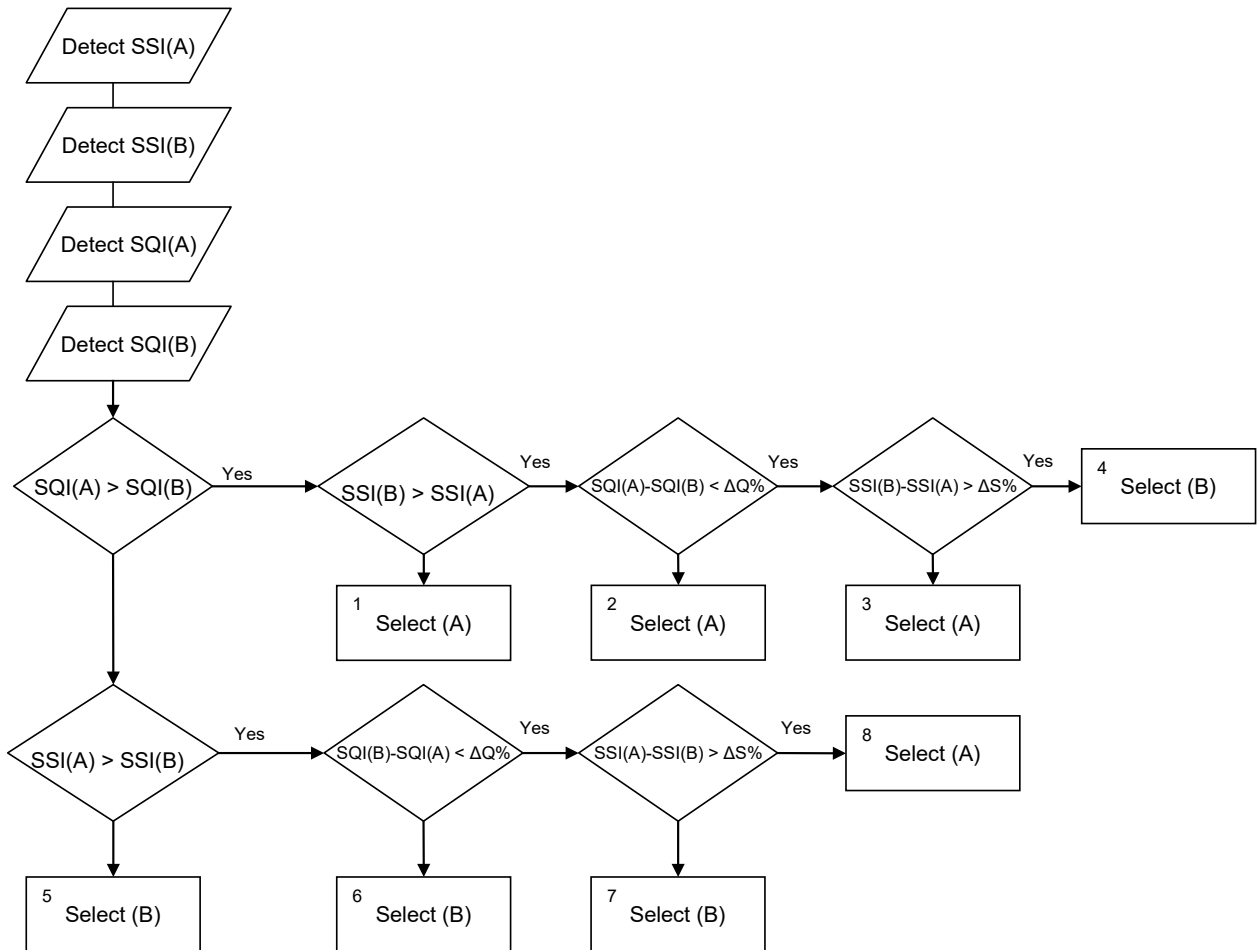 Detect SSI(A)
Detect SSI(B)
Detect SQI(A)
Detect SQI(B)
SQI(A) > SQI(B)
Yes
SSI(B) > SSI(A)
Yes
SQI(A)-SQI(B) < ΔQ%
Yes
SSI(B)-SSI(A) > ΔS%
Yes
4
Select (B)
1
Select (A)
2
Select (A)
3
Select (A)
SSI(A) > SSI(B)
Yes
SQI(B)-SQI(A) < ΔQ%
Yes
SSI(A)-SSI(B) > ΔS%
Yes
8
Select (A)
5
Select (B)
6
Select (B)
7
Select (B)